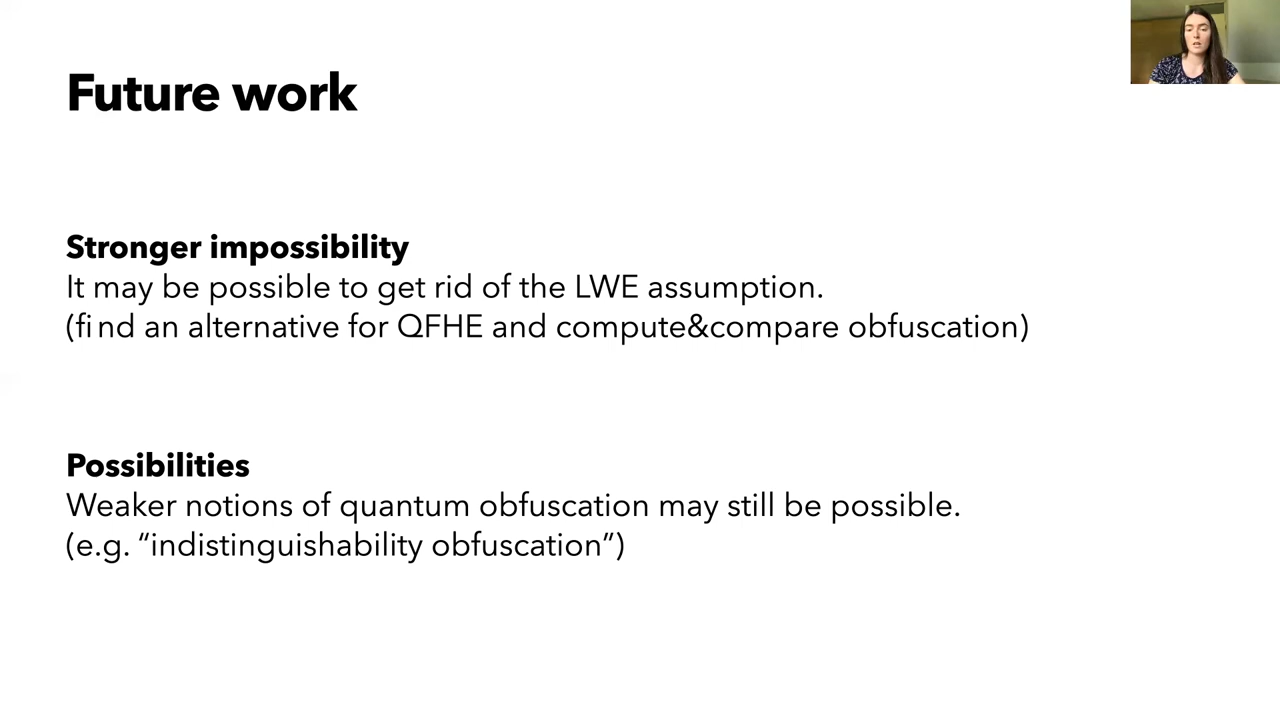 Future work
Stronger impossibility
It may be possible to get rid of the LWE assumption.
(find an alternative for QFHE and compute&compare obfuscation)
Possibilities
Weaker notions of quantum obfuscation may still be possible.
(e.g. “indistinguishability obfuscation”)